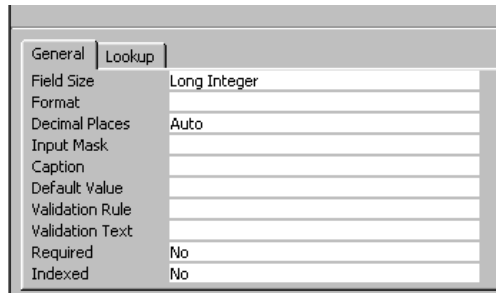 General Lookup
Field Size Long Integer
Format
Decimal Places Auto
Input Mask
Caption
Default Value
Validation Rule
Validation Text
Required No
Indexed No